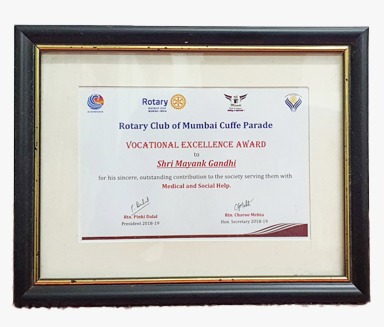 Rotary
Rotary Club of Mumbai Cuffe Parade
VOCATIONAL EXCELLENCE AWARD
to
Shri Mayank Gandhi
for his sincere, outstanding contribution to the society serving them with
Medical and Social Help.
Rtn. Pinki Dalal
President 2018-19
Rtn. Charoo Mehta
Hon. Secretary 2018-19